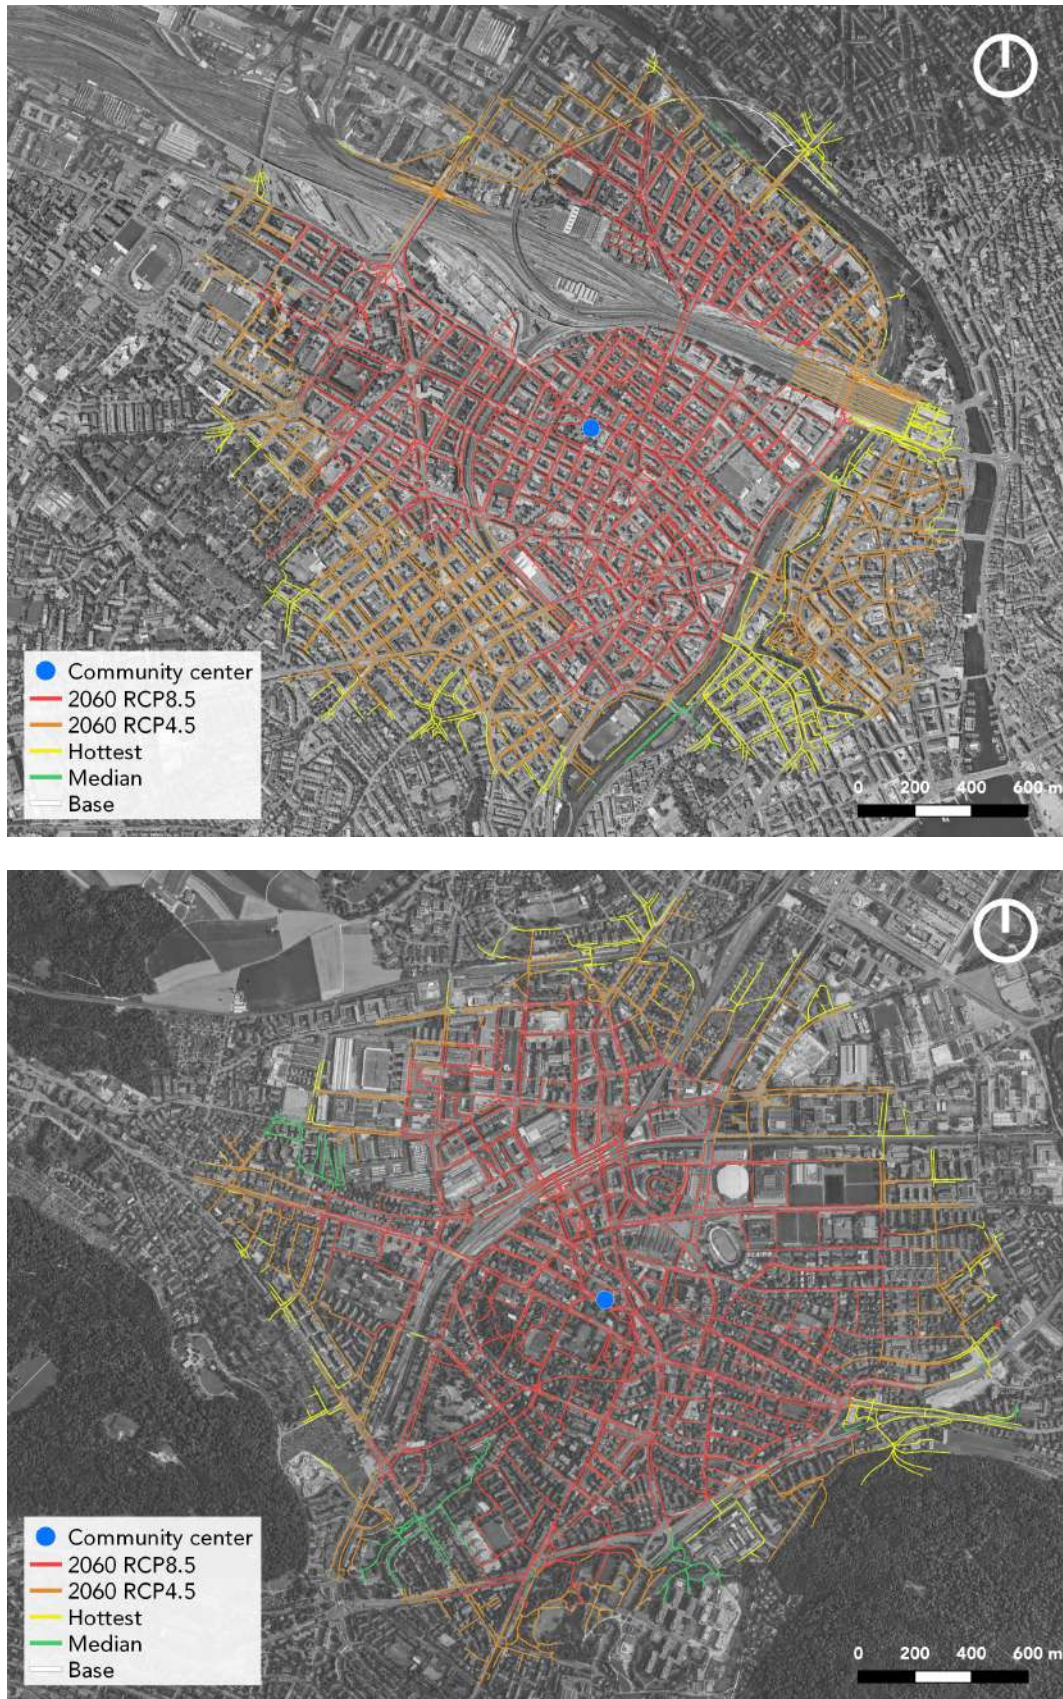 Community center
2060 RCP8.5
2060 RCP4.5
Hottest
Median
Base
0 200 400 600 m
Community center
2060 RCP8.5
2060 RCP4.5
Hottest
Median
Base
0 200 400 600 m